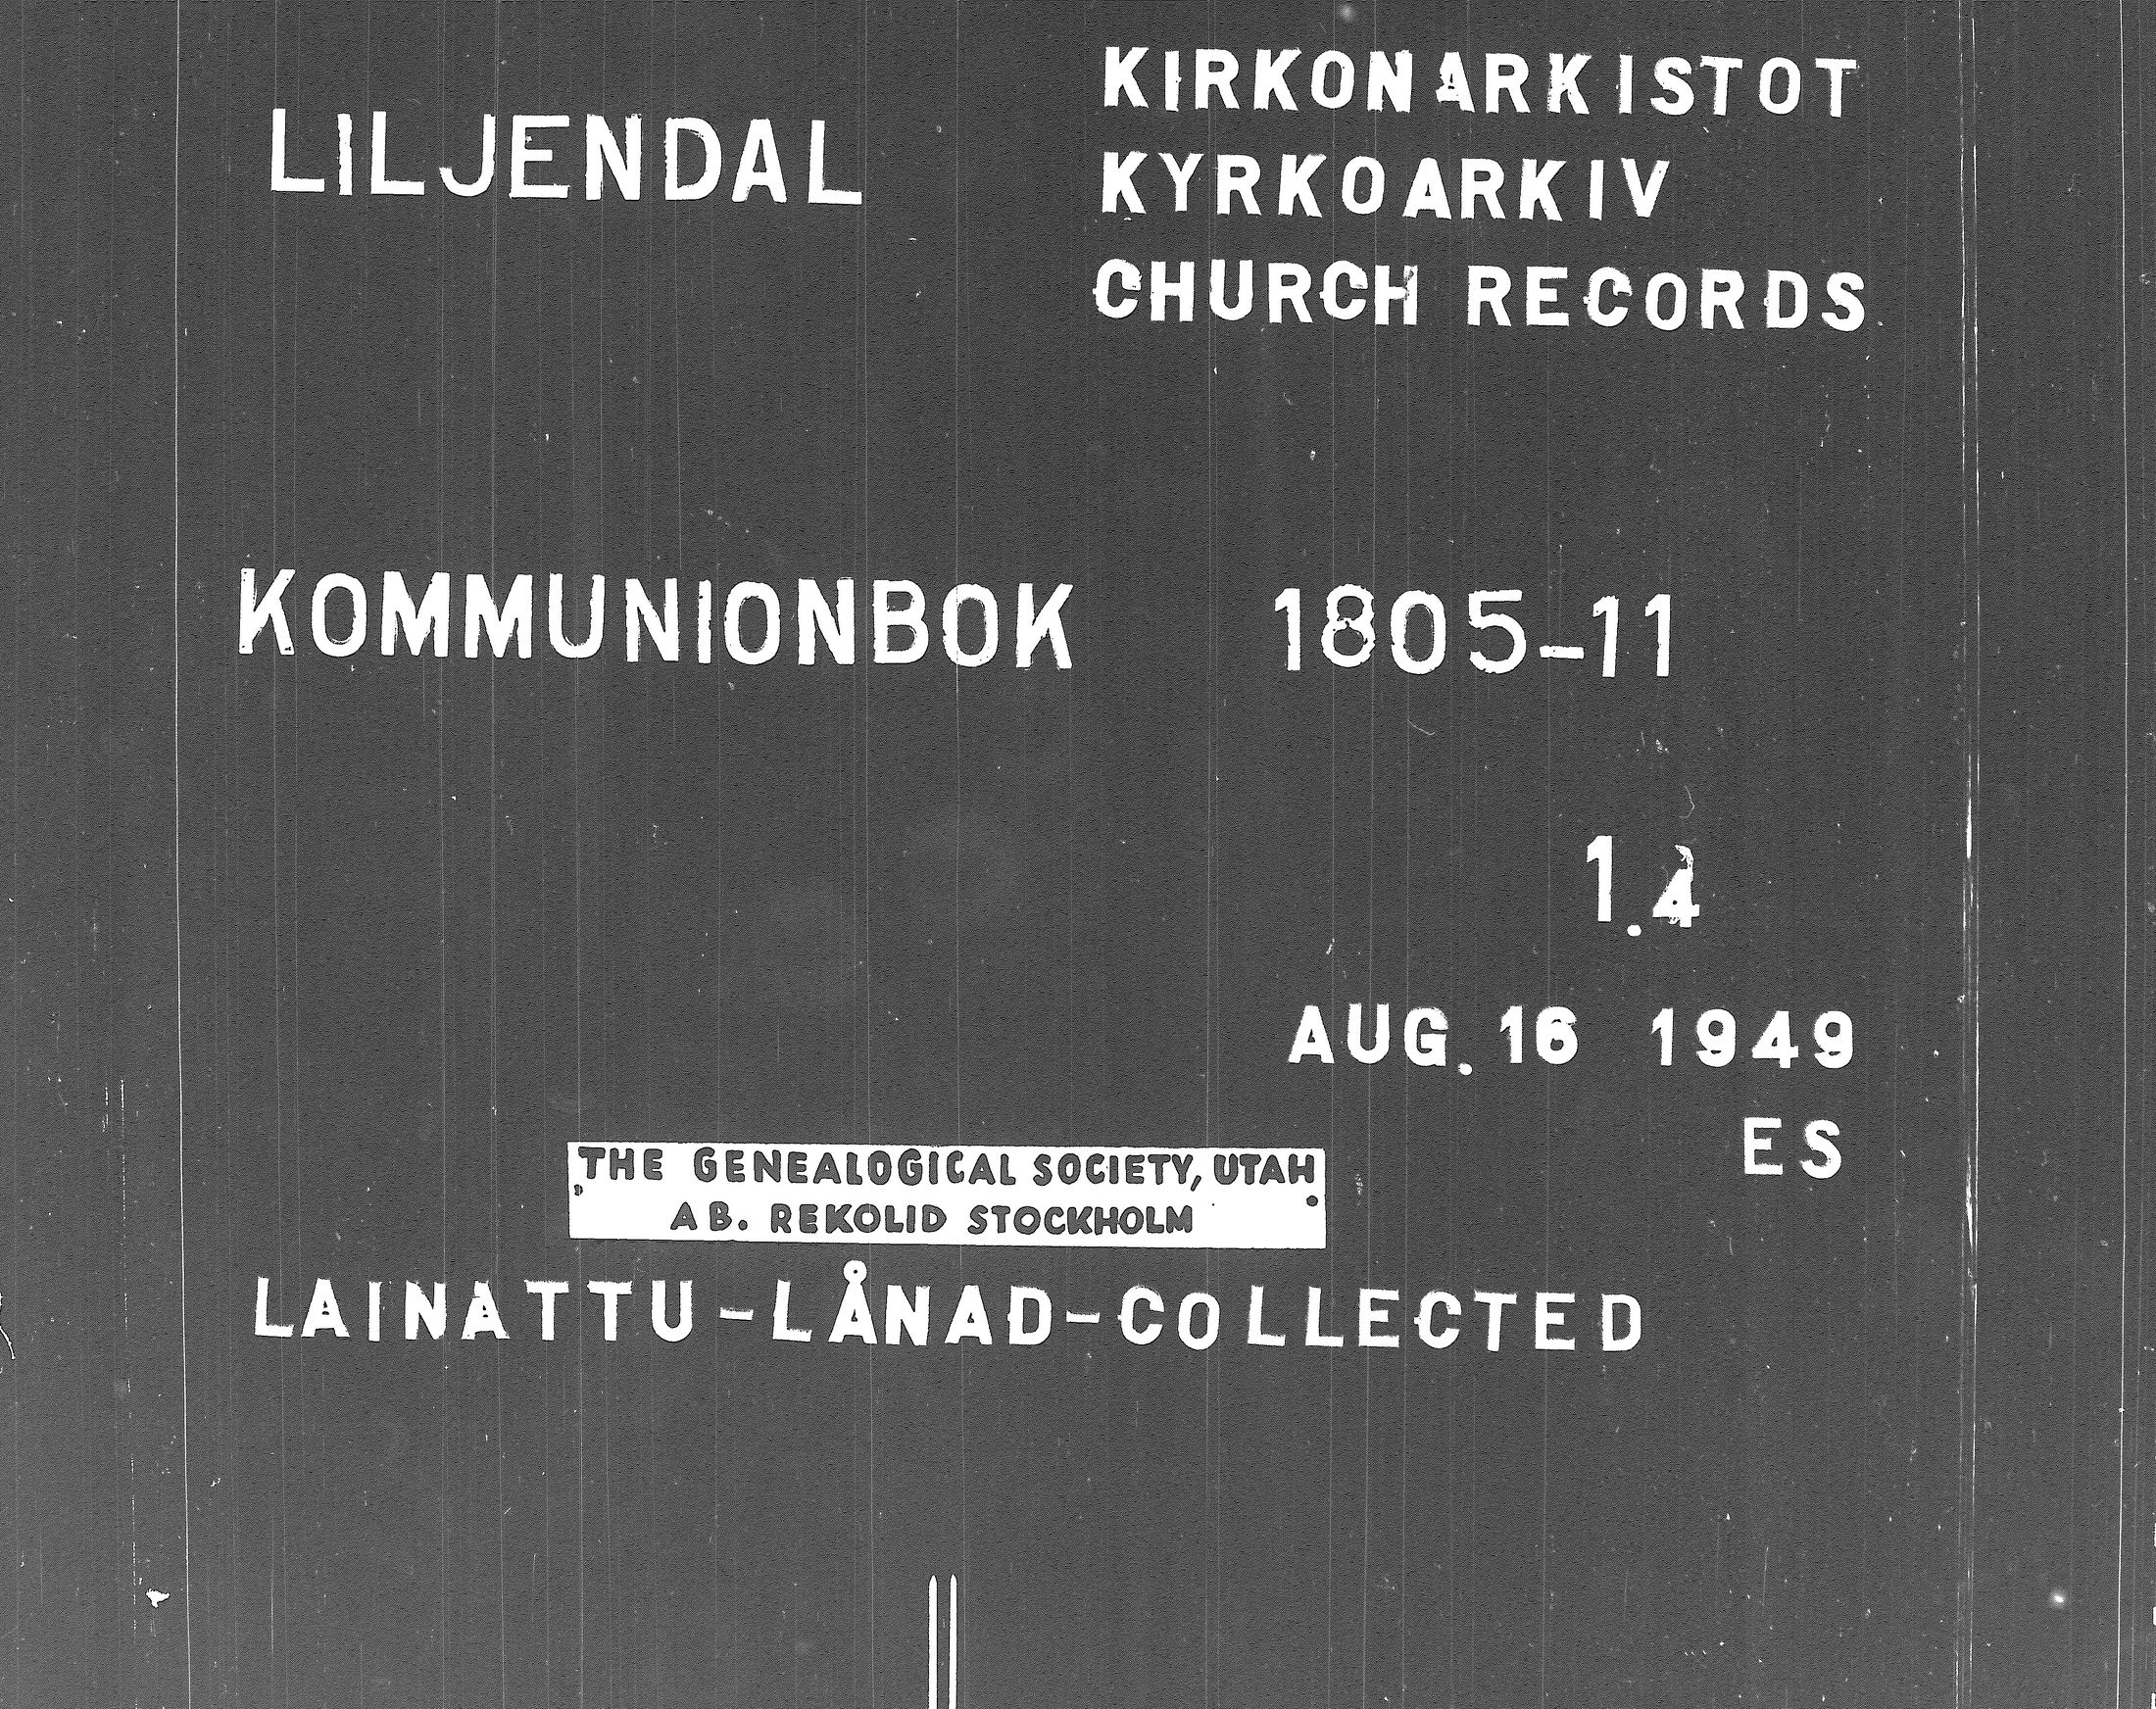 LILJENDAL
KIRKONARKISTOT
KYRKOARKIV
CHURCH RECORDS
KOMMUNIONBOK 1805-11
1.4
AUG. 16 1949
ES
THE GENEALOGICAL SOCIETY, UTAH
AB. REKOLID STOCKHOLM
LAINATTU-LÅNAD-COLLECTED